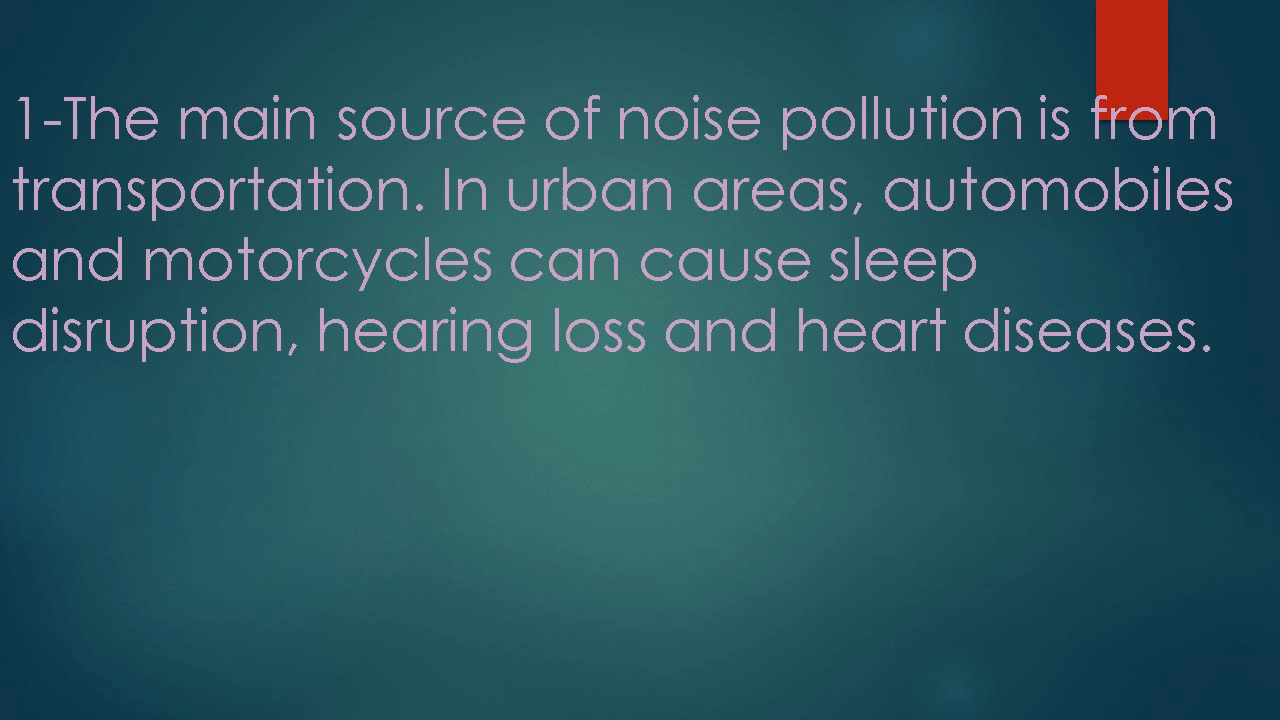 1-The main source of noise pollution is from
transportation. In urban areas, automobiles
and motorcycles can cause sleep
disruption, hearing loss and heart diseases.